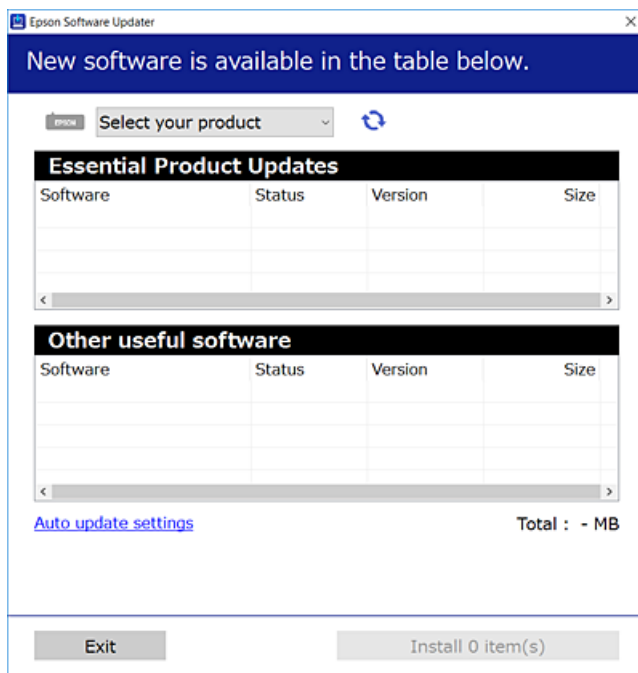 Epson Software Updater
New software is available in the table below.
EPSON Select your product
Essential Product Updates
Software Status Version Size
Other useful software
Software Status Version Size
Auto update settings Total : - MB
Exit Install 0 item(s)